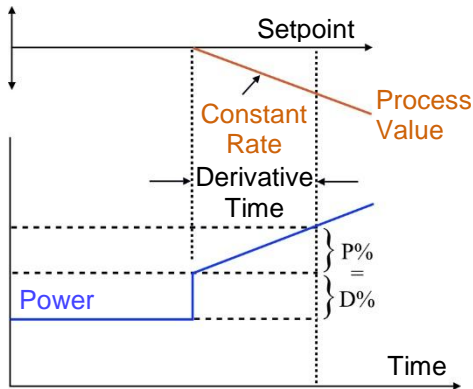 Setpoint
Process
Value
Constant
Rate
Derivative
Time
P%
=
D%
Power
Time